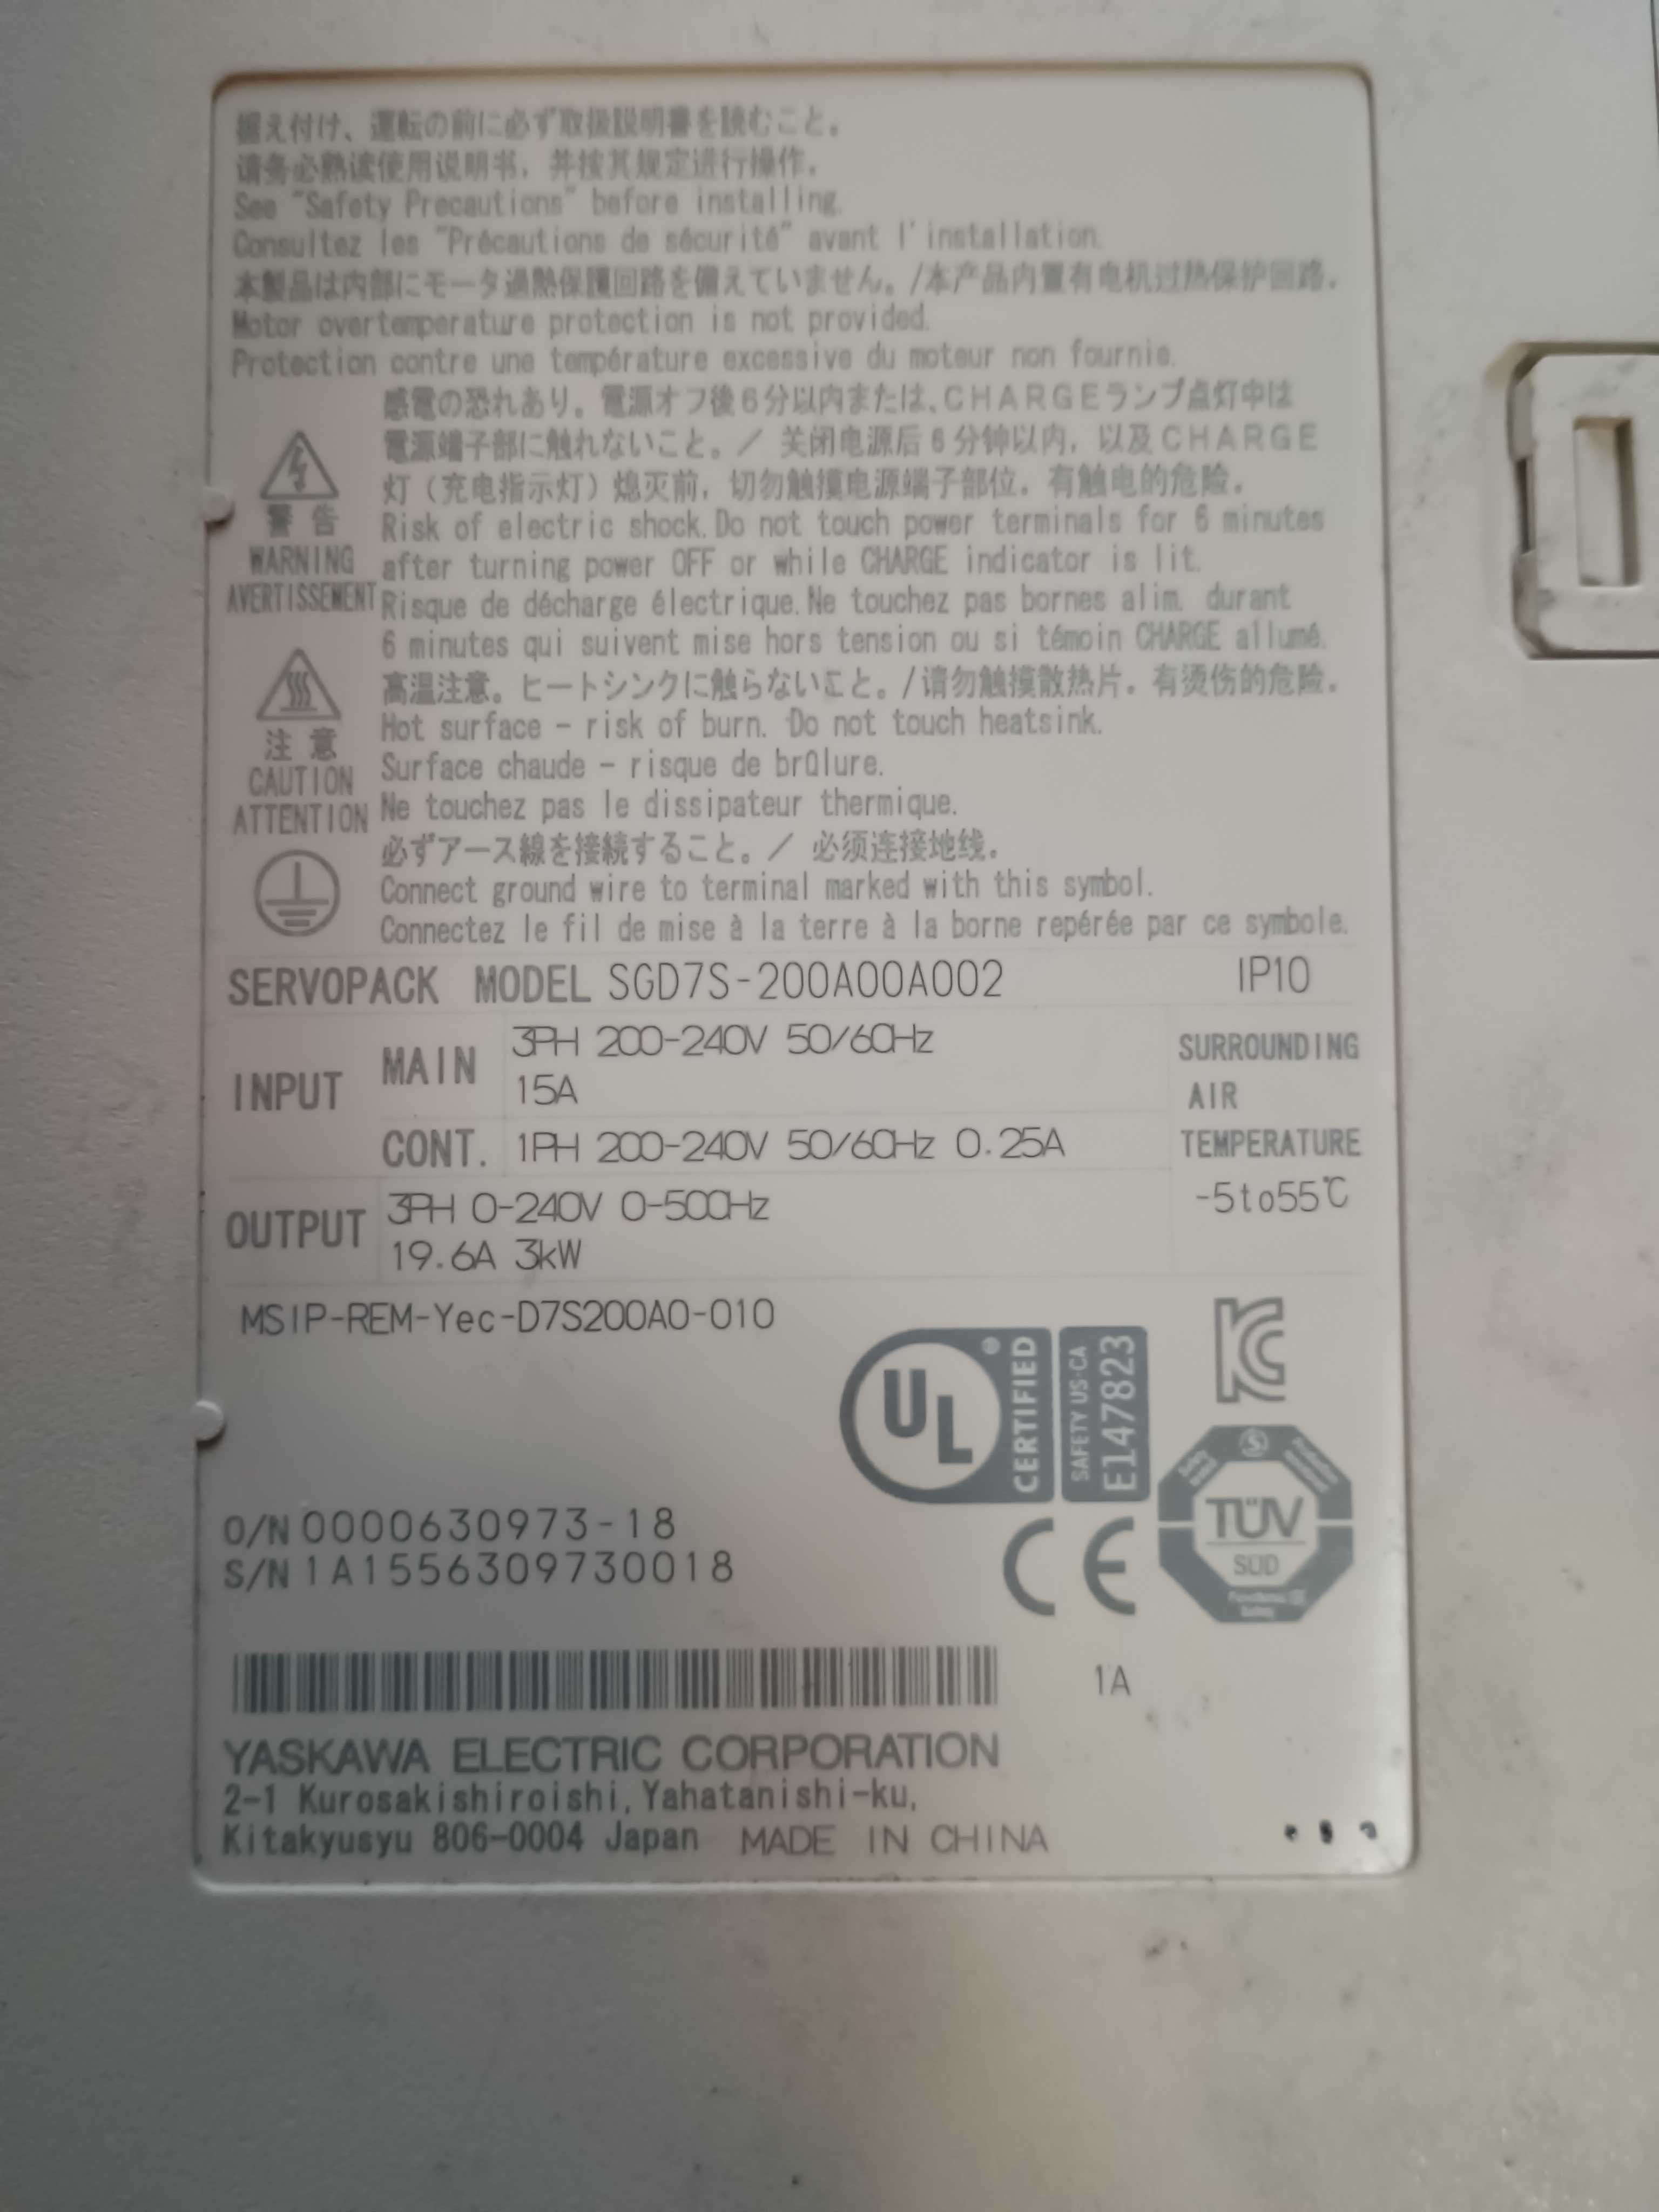 据え付け、運転の前に必ず取扱説明書を読むこと。
请务必熟读使用说明书，并按其规定进行操作。
See "Safety Precautions" before installing.
Consultez les "Précautions de sécurité" avant l'installation.
本製品は内部にモータ過熱保護回路を備えていません。/本产品内置有电机过热保护回路。
Motor overtemperature protection is not provided.
Protection contre une température excessive du moteur non fournie.
感電の恐れあり。電源オフ後6分以内または、CHARGEランプ点灯中は
電源端子部に触れないこと。／ 关闭电源后6分钟以内，以及CHARGE
灯（充电指示灯）熄灭前，切勿触摸电源端子部位。有触电的危险。
警告
WARNING
AVERTISSEMENT
Risk of electric shock. Do not touch power terminals for 6 minutes
after turning power OFF or while CHARGE indicator is lit.
Risque de décharge électrique. Ne touchez pas bornes alim. durant
6 minutes qui suivent mise hors tension ou si témoin CHARGE allumé.
注意
CAUTION
ATTENTION
高温注意。ヒートシンクに触らないこと。/请勿触摸散热片。有烫伤的危险。
Hot surface - risk of burn. Do not touch heatsink.
Surface chaude - risque de brûlure.
Ne touchez pas le dissipateur thermique.
必ずアース線を接続すること。／ 必须连接地线。
Connect ground wire to terminal marked with this symbol.
Connectez le fil de mise à la terre à la borne repérée par ce symbole.
SERVOPACK MODEL SGD7S-200A00A002 IP10
INPUT
MAIN
3PH 200-240V 50/60Hz
15A
CONT. 1PH 200-240V 50/60Hz 0.25A
OUTPUT
3PH 0-240V 0-500Hz
19.6A 3kW
SURROUNDING
AIR
TEMPERATURE
-5to55℃
MSIP-REM-Yec-D7S200A0-010
UL ® CERTIFIED
SAFETY US·CA
E147823
KC
TÜV
SÜD
CE
O/N 0000630973-18
S/N 1A1556309730018
1A
YASKAWA ELECTRIC CORPORATION
2-1 Kurosakishiroishi, Yahatanishi-ku,
Kitakyusyu 806-0004 Japan MADE IN CHINA